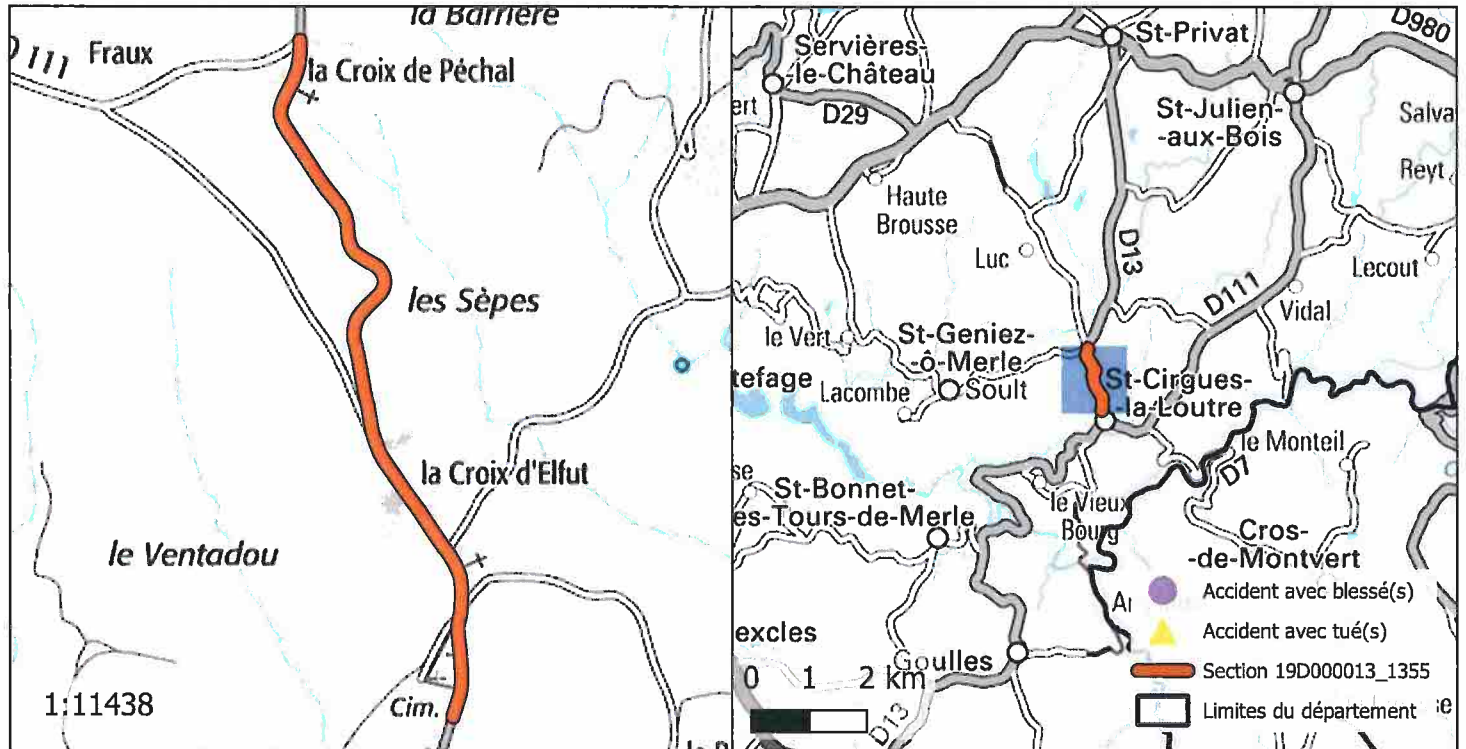 la Barrière
D 111
Fraux
la Croix de Péchal
les Sèpes
la Croix d'Elfut
le Ventadou
1:11438
Cim.
D980
St-Privat
Servières-
-le-Château
D29
St-Julien-
-aux-Bois
Salva
Reyt
Haute
Brousse
Luc
D13
D111
Lecout
Vidal
le Vert
St-Geniez-
-ô-Merle
Lacombe
Soult
tefage
St-Cirgues-
-la-Loutre
le Monteil
D7
St-Bonnet-
es-Tours-de-Merle
le Vieux
Bourg
Cros-
-de-Montvert
excles
Goulles
D13
0 1 2 km
Accident avec blessé(s)
Accident avec tué(s)
Section 19D000013_1355
Limites du département